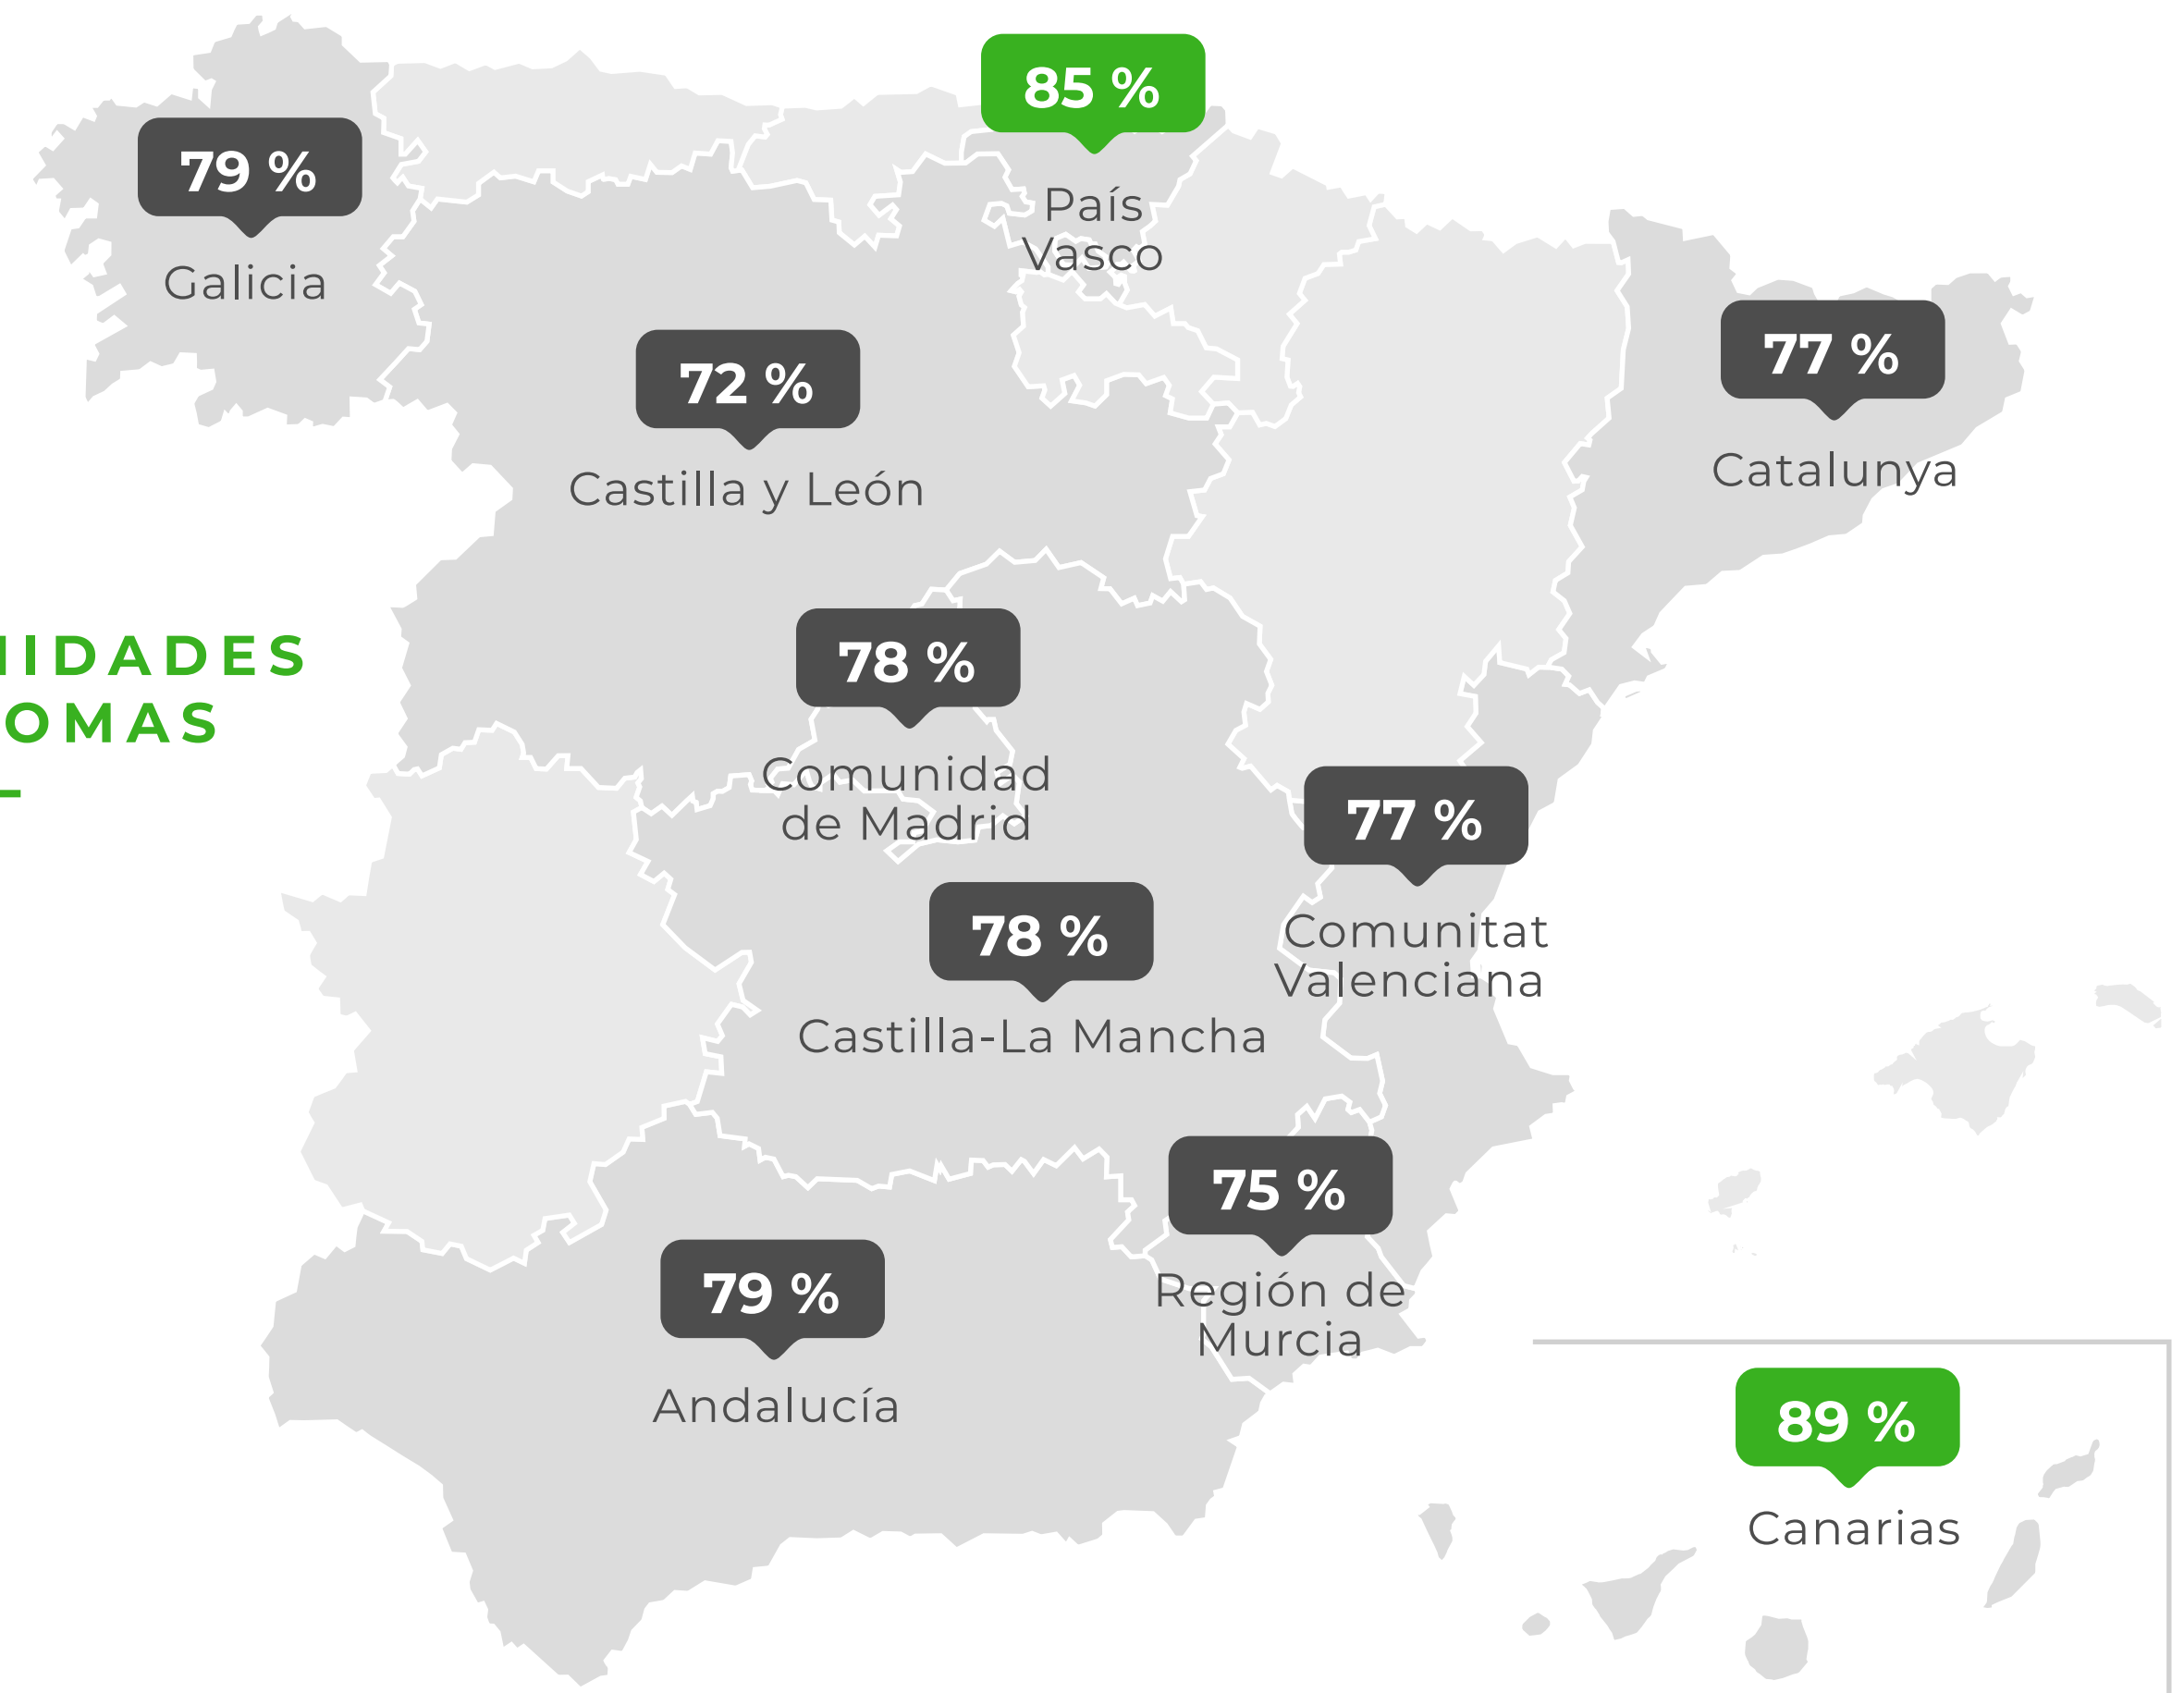 85 %
País
Vasco
79 %
Galicia
72 %
Castilla y León
77 %
Catalunya
IDADES
OMAS
78 %
Comunidad
de Madrid
77 %
Comunitat
Valenciana
78 %
Castilla-La Mancha
75 %
Región de
Murcia
79 %
Andalucía
89 %
Canarias